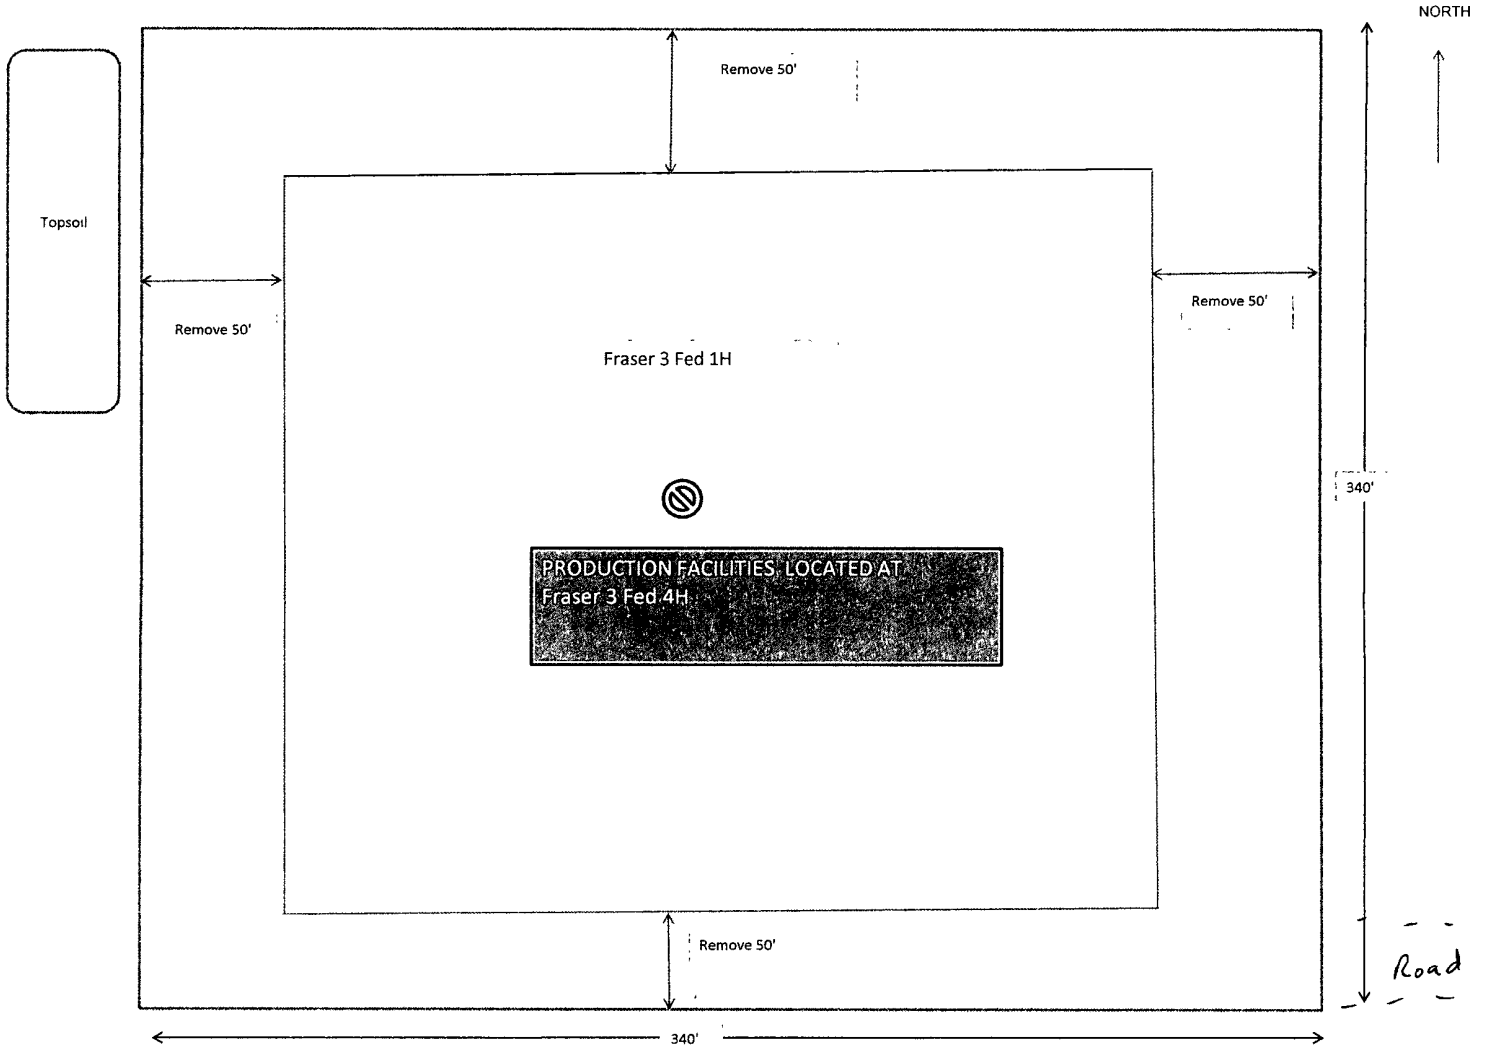 NORTH
Remove 50'
Topsoil
Remove 50'
Remove 50'
Fraser 3 Fed 1H
340'
PRODUCTION FACILITIES LOCATED AT
Fraser 3 Fed 4H
Remove 50'
Road
340'